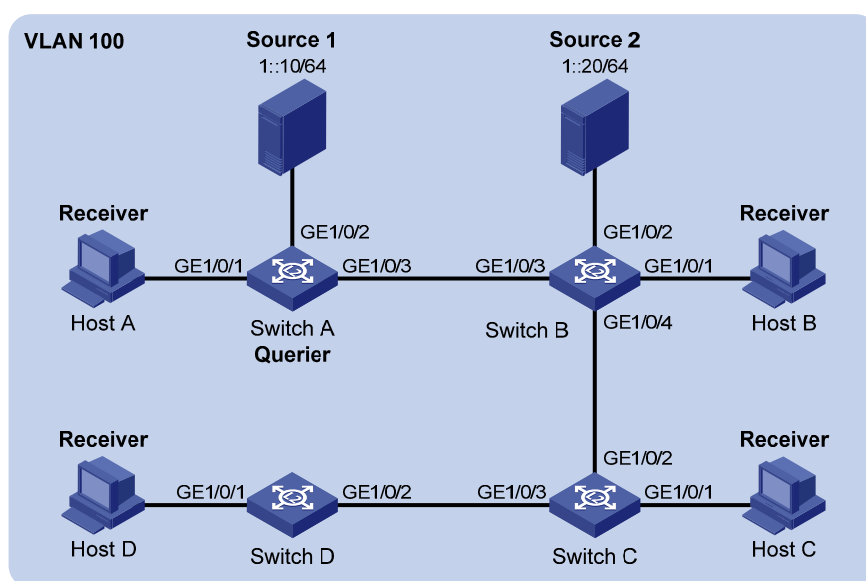 VLAN 100
Source 1
1::10/64
Source 2
1::20/64
Receiver
Host A
GE1/0/1
GE1/0/2
GE1/0/3
Switch A
Querier
GE1/0/3
GE1/0/2
GE1/0/1
GE1/0/4
Switch B
Receiver
Host B
Receiver
Host D
GE1/0/1
GE1/0/2
Switch D
GE1/0/3
GE1/0/2
GE1/0/1
Switch C
Receiver
Host C